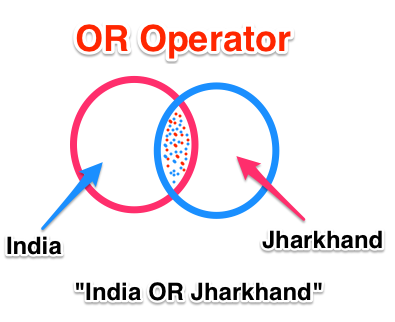 OR Operator
India
Jharkhand
"India OR Jharkhand"